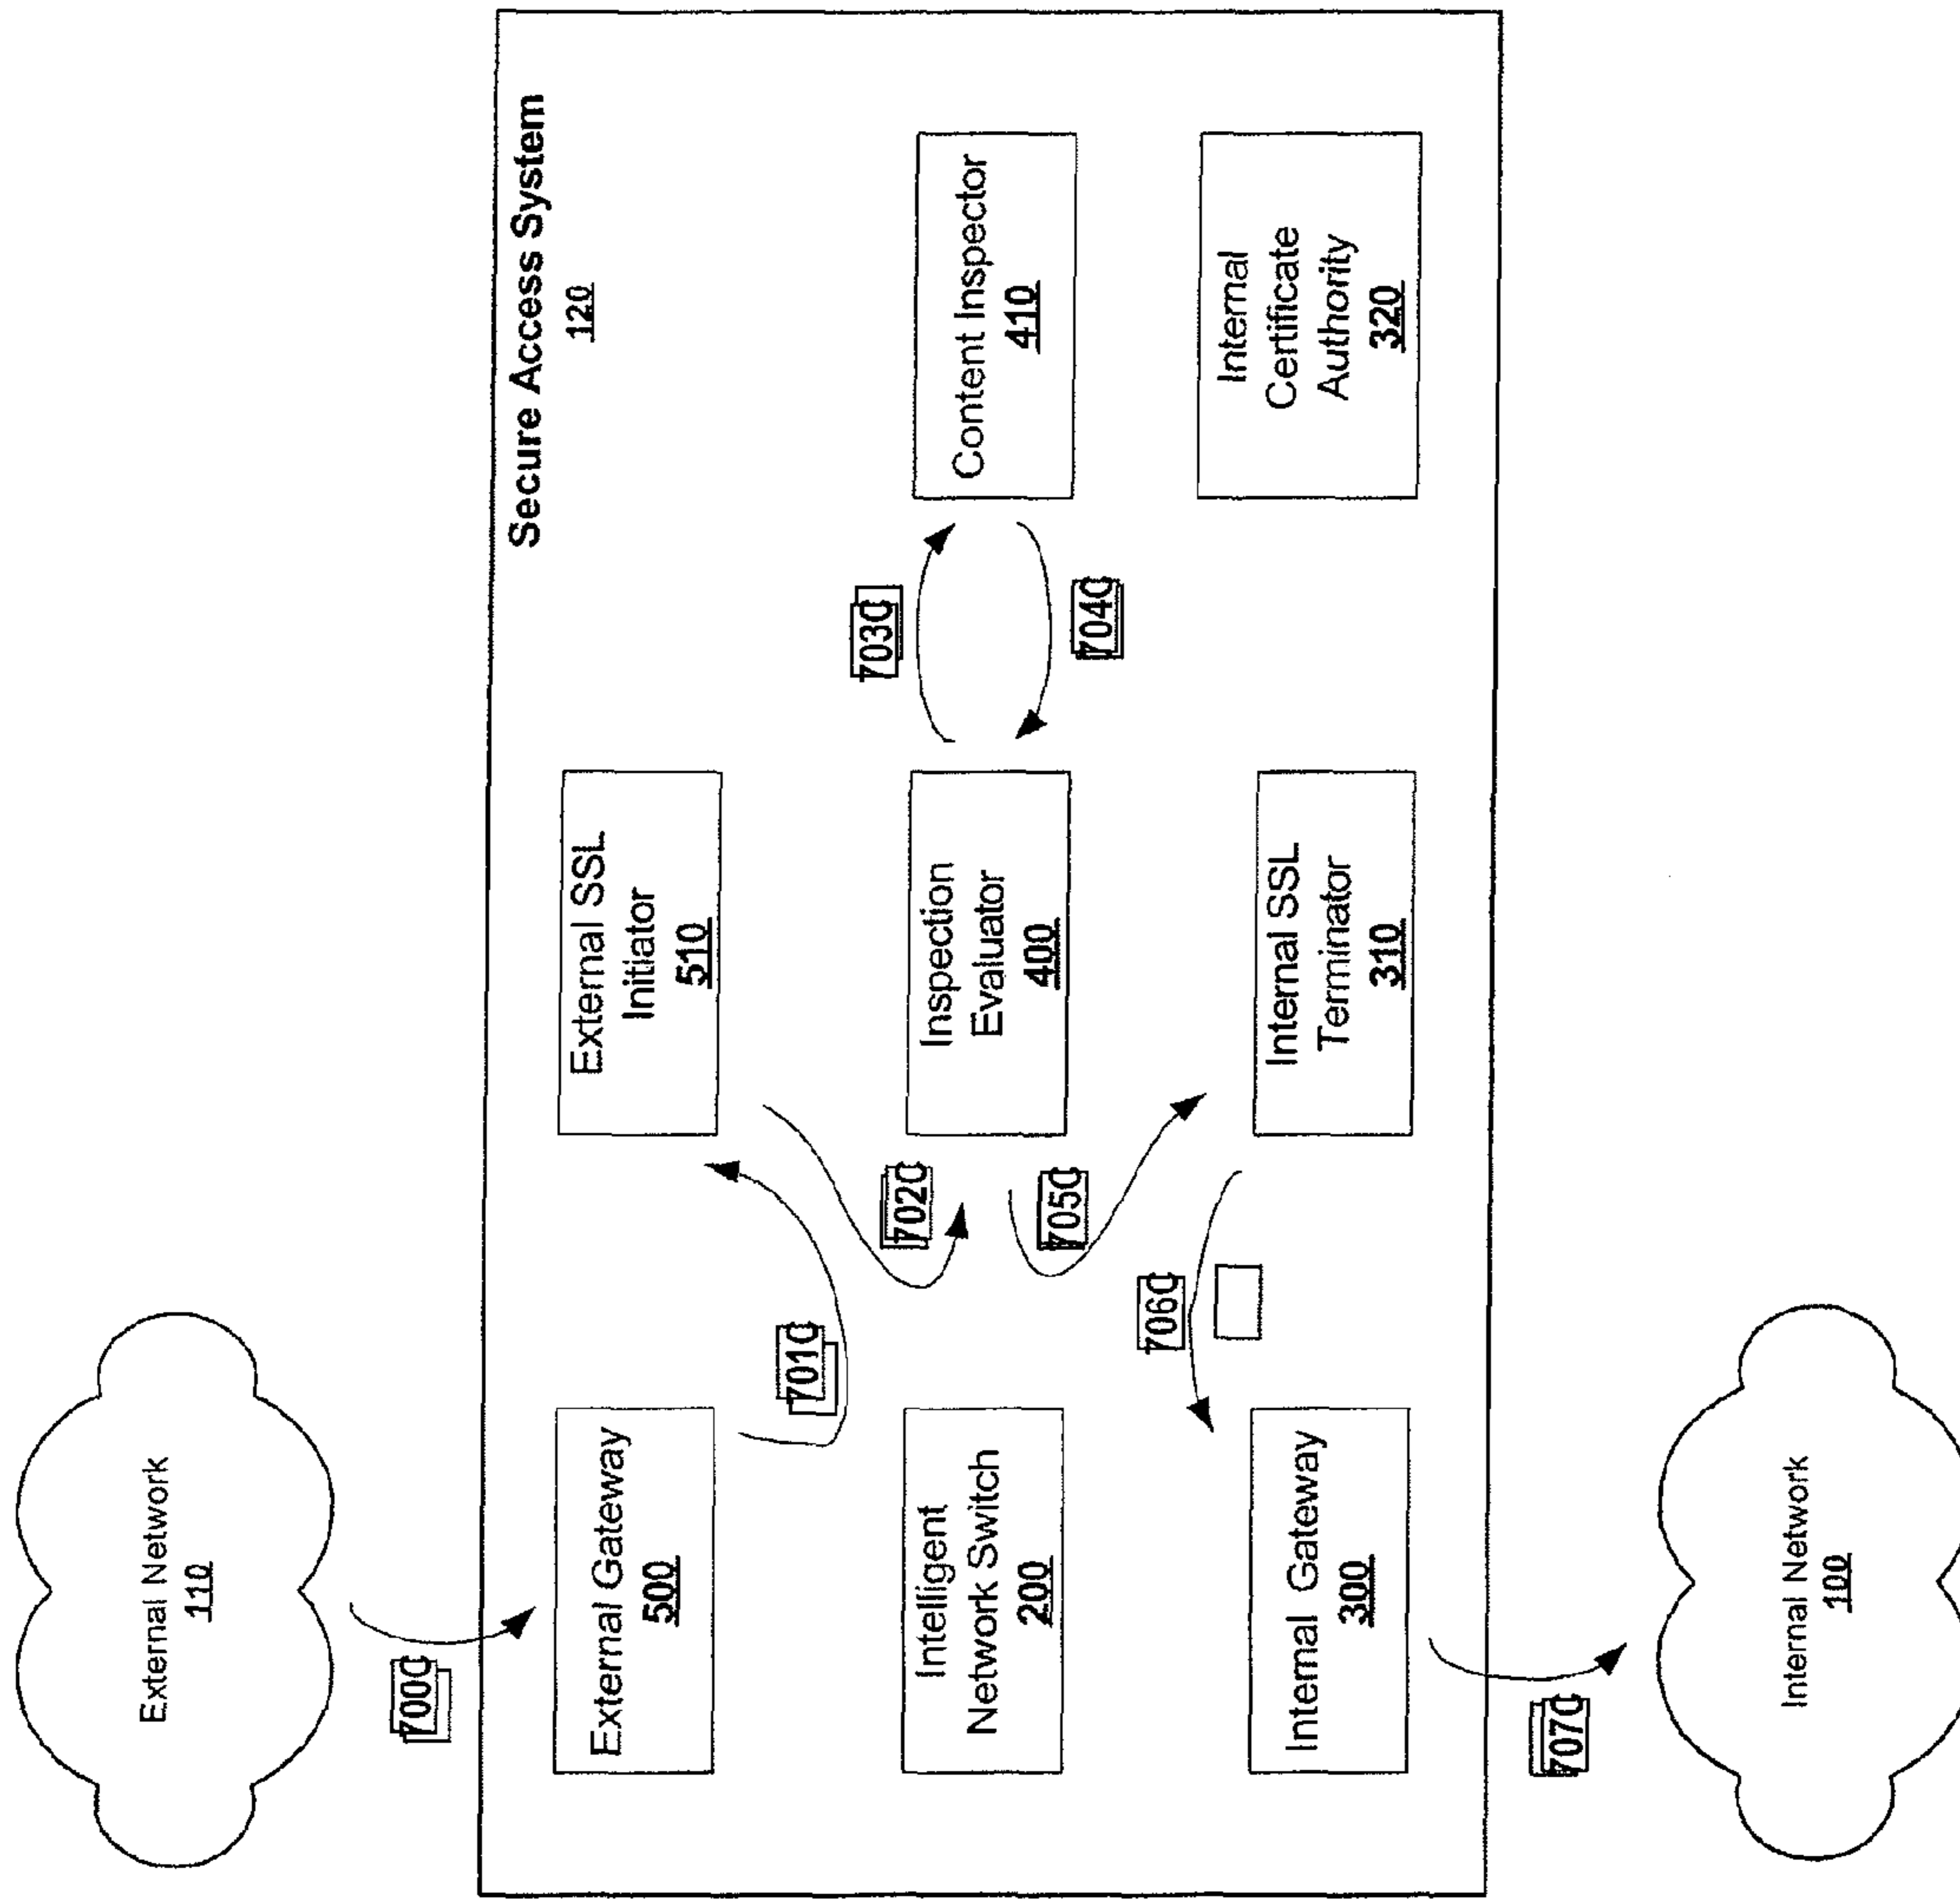 External Network
110
700C
Secure Access System
120
External Gateway
500
701C
External SSL
Initiator
510
702C
Intelligent
Network Switch
200
Inspection
Evaluator
400
703C
704C
Content Inspector
410
705C
706C
Internal Gateway
300
Internal SSL
Terminator
310
Internal
Certificate
Authority
320
707C
Internal Network
100